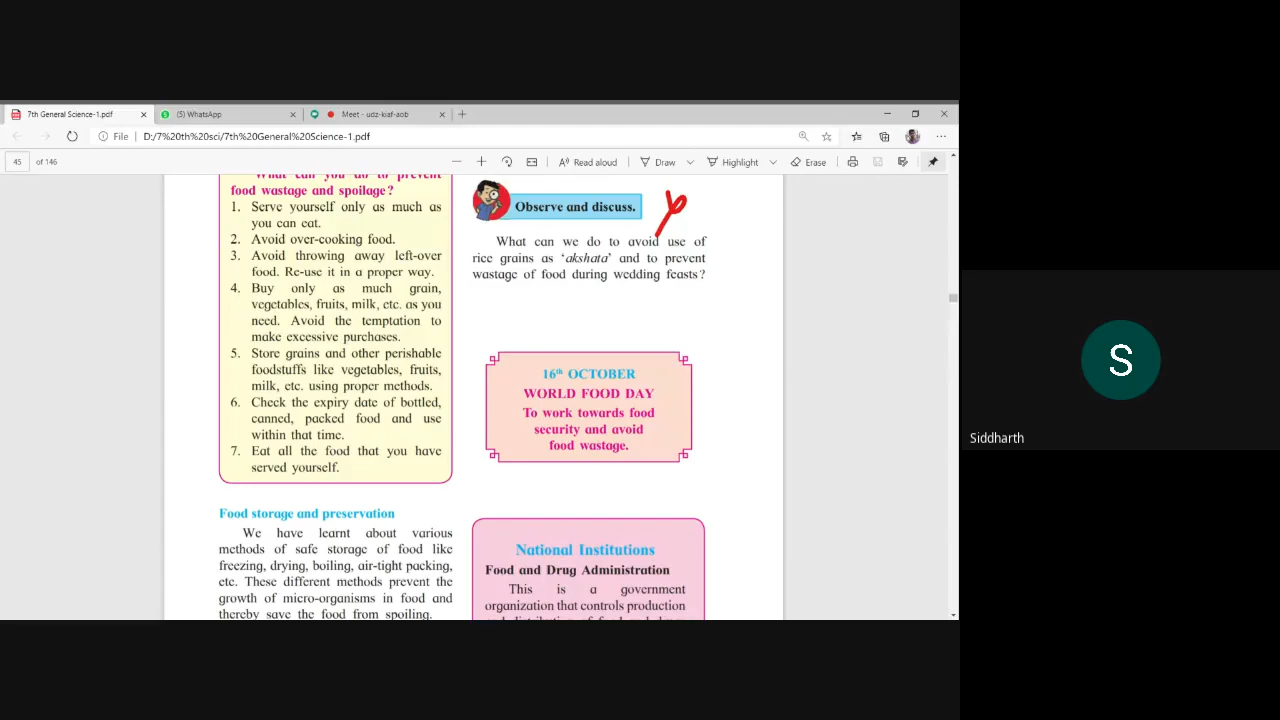 7th General Science-1.pdf
(5) WhatsApp
Meet - udz-kiaf-aob
File
D:/7%20th%20sci/7th%20General%20Science-1.pdf
45 of 146
Read aloud
Draw
Highlight
Erase
What can you do to prevent
food wastage and spoilage?
1. Serve yourself only as much as
you can eat.
2. Avoid over-cooking food.
3. Avoid throwing away left-over
food. Re-use it in a proper way.
4. Buy only as much grain,
vegetables, fruits, milk, etc. as you
need. Avoid the temptation to
make excessive purchases.
5. Store grains and other perishable
foodstuffs like vegetables, fruits,
milk, etc. using proper methods.
6. Check the expiry date of bottled,
canned, packed food and use
within that time.
7. Eat all the food that you have
served yourself.
Food storage and preservation
We have learnt about various
methods of safe storage of food like
freezing, drying, boiling, air-tight packing,
etc. These different methods prevent the
growth of micro-organisms in food and
thereby save the food from spoiling.
Observe and discuss.
What can we do to avoid use of
rice grains as ‘akshata’ and to prevent
wastage of food during wedding feasts?
16th OCTOBER
WORLD FOOD DAY
To work towards food
security and avoid
food wastage.
National Institutions
Food and Drug Administration
This is a government
organization that controls production
S
Siddharth